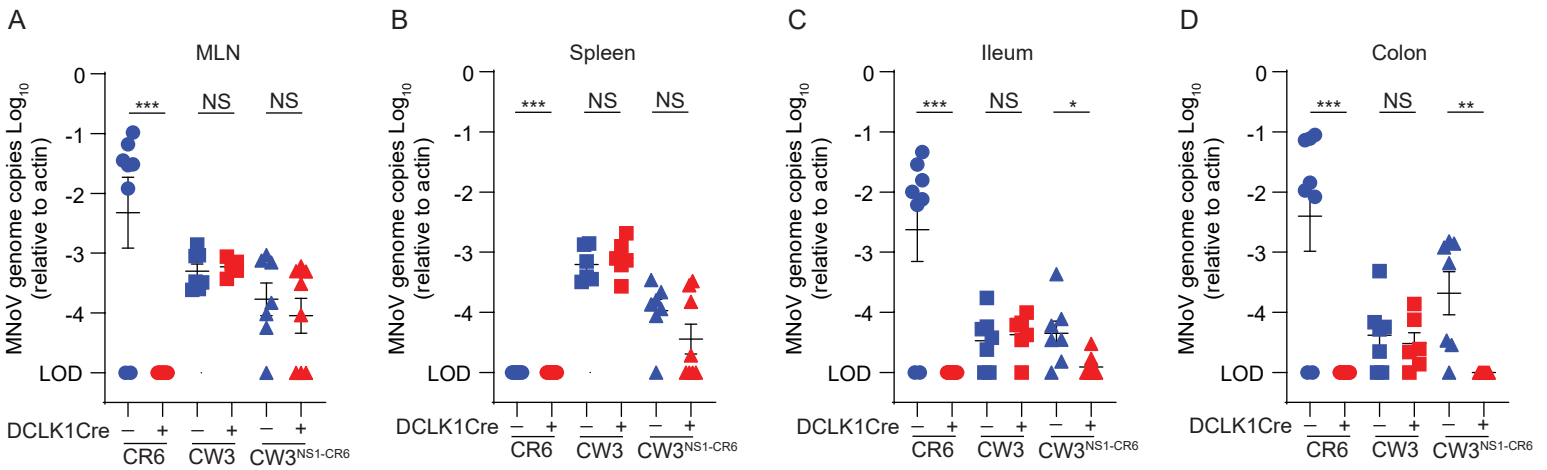 A
MLN
MNoV genome copies Log10
(relative to actin)
0
-1
-2
-3
-4
LOD
***
NS
NS
DCLK1Cre
– + – + – +
CR6 CW3 CW3NS1-CR6
B
Spleen
MNoV genome copies Log10
(relative to actin)
0
-1
-2
-3
-4
LOD
***
NS
NS
DCLK1Cre
– + – + – +
CR6 CW3 CW3NS1-CR6
C
Ileum
MNoV genome copies Log10
(relative to actin)
0
-1
-2
-3
-4
LOD
***
NS
*
DCLK1Cre
– + – + – +
CR6 CW3 CW3NS1-CR6
D
Colon
MNoV genome copies Log10
(relative to actin)
0
-1
-2
-3
-4
LOD
***
NS
**
DCLK1Cre
– + – + – +
CR6 CW3 CW3NS1-CR6